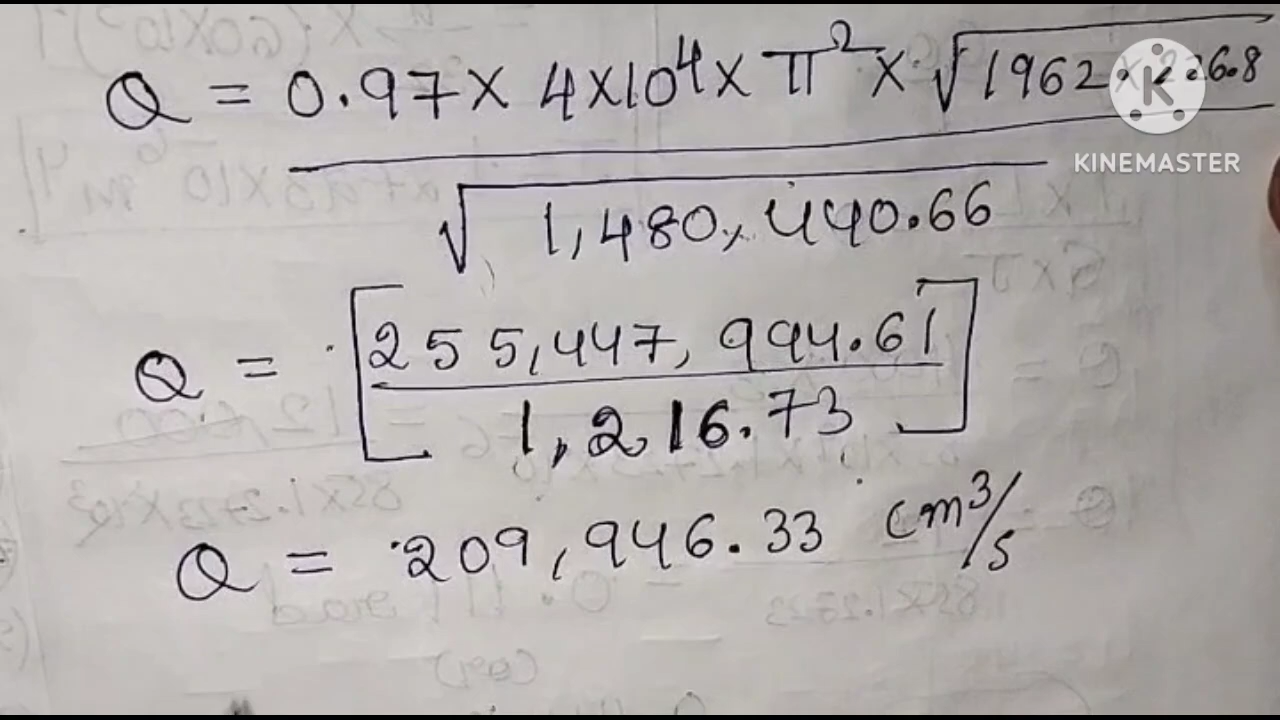 Q = 0.97 × 4×10⁴ × π² × √1962 × 226.8
KINEMASTER
√1,480,440.66
Q = [255,447,994.61
1,216.73]
Q = 209,946.33 cm³/s